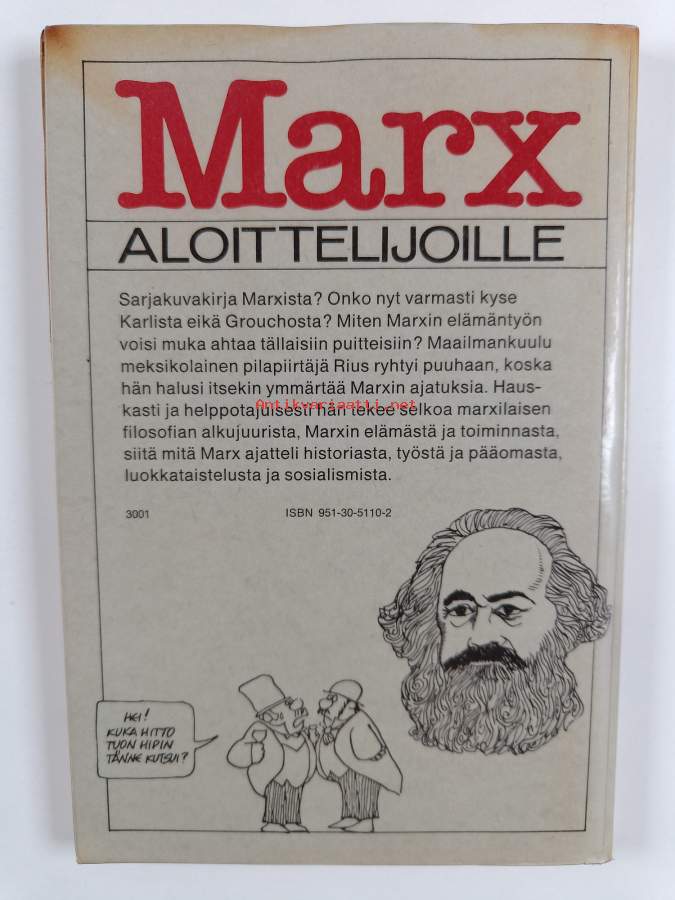 Marx
ALOITTELIJOILLE
Sarjakuvakirja Marxista? Onko nyt varmasti kyse
Karlista eikä Grouchosta? Miten Marxin elämäntyön
voisi muka ahtaa tällaisiin puitteisiin? Maailmankuulu
meksikolainen pilapiirtäjä Rius ryhtyi puuhaan, koska
hän halusi itsekin ymmärtää Marxin ajatuksia. Haus-
kasti ja helppotajuisesti hän tekee selkoa marxilaisen
Antikvariaatti.net
filosofian alkujuurista, Marxin elämästä ja toiminnasta,
siitä mitä Marx ajatteli historiasta, työstä ja pääomasta,
luokkataistelusta ja sosialismista.
3001 ISBN 951-30-5110-2
HEI!
KUKA HITTO
TUON HIPIN
TÄNNE KUTSUI?